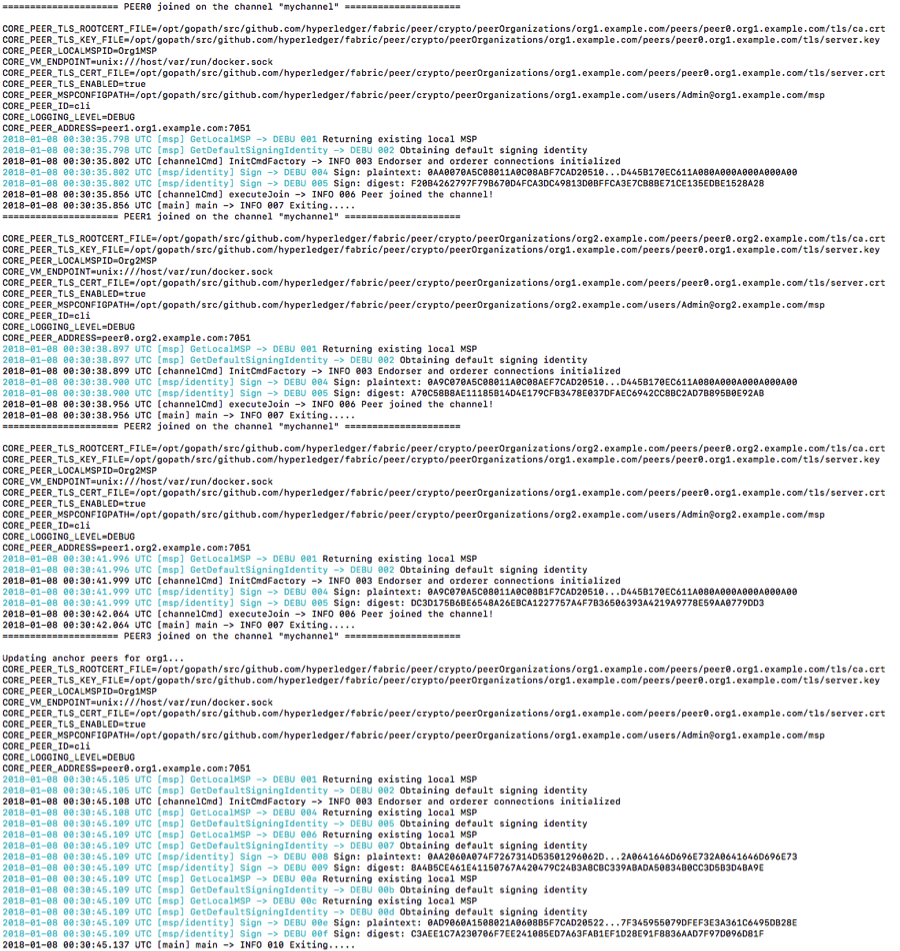 ===================== PEER0 joined on the channel "mychannel" =====================
CORE_PEER_TLS_ROOTCERT_FILE=/opt/gopath/src/github.com/hyperledger/fabric/peer/crypto/peerOrganizations/org1.example.com/peers/peer0.org1.example.com/tls/ca.crt
CORE_PEER_TLS_KEY_FILE=/opt/gopath/src/github.com/hyperledger/fabric/peer/crypto/peerOrganizations/org1.example.com/peers/peer0.org1.example.com/tls/server.key
CORE_PEER_LOCALMSPID=Org1MSP
CORE_VM_ENDPOINT=unix:///host/var/run/docker.sock
CORE_PEER_TLS_CERT_FILE=/opt/gopath/src/github.com/hyperledger/fabric/peer/crypto/peerOrganizations/org1.example.com/peers/peer0.org1.example.com/tls/server.crt
CORE_PEER_TLS_ENABLED=true
CORE_PEER_MSPCONFIGPATH=/opt/gopath/src/github.com/hyperledger/fabric/peer/crypto/peerOrganizations/org1.example.com/users/Admin@org1.example.com/msp
CORE_PEER_ID=cli
CORE_LOGGING_LEVEL=DEBUG
CORE_PEER_ADDRESS=peer1.org1.example.com:7051
2018-01-08 00:30:35.798 UTC [msp] GetLocalMSP -> DEBU 001 Returning existing local MSP
2018-01-08 00:30:35.798 UTC [msp] GetDefaultSigningIdentity -> DEBU 002 Obtaining default signing identity
2018-01-08 00:30:35.802 UTC [channelCmd] InitCmdFactory -> INFO 003 Endorser and orderer connections initialized
2018-01-08 00:30:35.802 UTC [msp/identity] Sign -> DEBU 004 Sign: plaintext: 0AA0070A5C08011A0C08ABF7CAD20510...D445B170EC611A080A000A000A000A00
2018-01-08 00:30:35.802 UTC [msp/identity] Sign -> DEBU 005 Sign: digest: F20B4262797F79B670D4FCA3DC49813D0BFFCA3E7CB8BE71CE135EDBE1528A28
2018-01-08 00:30:35.856 UTC [channelCmd] executeJoin -> INFO 006 Peer joined the channel!
2018-01-08 00:30:35.856 UTC [main] main -> INFO 007 Exiting.....
===================== PEER1 joined on the channel "mychannel" =====================
CORE_PEER_TLS_ROOTCERT_FILE=/opt/gopath/src/github.com/hyperledger/fabric/peer/crypto/peerOrganizations/org2.example.com/peers/peer0.org2.example.com/tls/ca.crt
CORE_PEER_TLS_KEY_FILE=/opt/gopath/src/github.com/hyperledger/fabric/peer/crypto/peerOrganizations/org1.example.com/peers/peer0.org1.example.com/tls/server.key
CORE_PEER_LOCALMSPID=Org2MSP
CORE_VM_ENDPOINT=unix:///host/var/run/docker.sock
CORE_PEER_TLS_CERT_FILE=/opt/gopath/src/github.com/hyperledger/fabric/peer/crypto/peerOrganizations/org1.example.com/peers/peer0.org1.example.com/tls/server.crt
CORE_PEER_TLS_ENABLED=true
CORE_PEER_MSPCONFIGPATH=/opt/gopath/src/github.com/hyperledger/fabric/peer/crypto/peerOrganizations/org2.example.com/users/Admin@org2.example.com/msp
CORE_PEER_ID=cli
CORE_LOGGING_LEVEL=DEBUG
CORE_PEER_ADDRESS=peer0.org2.example.com:7051
2018-01-08 00:30:38.897 UTC [msp] GetLocalMSP -> DEBU 001 Returning existing local MSP
2018-01-08 00:30:38.897 UTC [msp] GetDefaultSigningIdentity -> DEBU 002 Obtaining default signing identity
2018-01-08 00:30:38.899 UTC [channelCmd] InitCmdFactory -> INFO 003 Endorser and orderer connections initialized
2018-01-08 00:30:38.900 UTC [msp/identity] Sign -> DEBU 004 Sign: plaintext: 0A9C070A5C08011A0C08AEF7CAD20510...D445B170EC611A080A000A000A000A00
2018-01-08 00:30:38.900 UTC [msp/identity] Sign -> DEBU 005 Sign: digest: A70C58B8AE11185B14D4E179CFB3478E037DFAEC6942CC8BC2AD7B895B0E92AB
2018-01-08 00:30:38.956 UTC [channelCmd] executeJoin -> INFO 006 Peer joined the channel!
2018-01-08 00:30:38.956 UTC [main] main -> INFO 007 Exiting.....
===================== PEER2 joined on the channel "mychannel" =====================
CORE_PEER_TLS_ROOTCERT_FILE=/opt/gopath/src/github.com/hyperledger/fabric/peer/crypto/peerOrganizations/org2.example.com/peers/peer0.org2.example.com/tls/ca.crt
CORE_PEER_TLS_KEY_FILE=/opt/gopath/src/github.com/hyperledger/fabric/peer/crypto/peerOrganizations/org1.example.com/peers/peer0.org1.example.com/tls/server.key
CORE_PEER_LOCALMSPID=Org2MSP
CORE_VM_ENDPOINT=unix:///host/var/run/docker.sock
CORE_PEER_TLS_CERT_FILE=/opt/gopath/src/github.com/hyperledger/fabric/peer/crypto/peerOrganizations/org1.example.com/peers/peer0.org1.example.com/tls/server.crt
CORE_PEER_TLS_ENABLED=true
CORE_PEER_MSPCONFIGPATH=/opt/gopath/src/github.com/hyperledger/fabric/peer/crypto/peerOrganizations/org2.example.com/users/Admin@org2.example.com/msp
CORE_PEER_ID=cli
CORE_LOGGING_LEVEL=DEBUG
CORE_PEER_ADDRESS=peer1.org2.example.com:7051
2018-01-08 00:30:41.996 UTC [msp] GetLocalMSP -> DEBU 001 Returning existing local MSP
2018-01-08 00:30:41.996 UTC [msp] GetDefaultSigningIdentity -> DEBU 002 Obtaining default signing identity
2018-01-08 00:30:41.999 UTC [channelCmd] InitCmdFactory -> INFO 003 Endorser and orderer connections initialized
2018-01-08 00:30:41.999 UTC [msp/identity] Sign -> DEBU 004 Sign: plaintext: 0A9C070A5C08011A0C08B1F7CAD20510...D445B170EC611A080A000A000A000A00
2018-01-08 00:30:41.999 UTC [msp/identity] Sign -> DEBU 005 Sign: digest: DC3D175B6BE6540A26EBCA1227757A4F7B36506393A4219A9778E59AA0779DD3
2018-01-08 00:30:42.064 UTC [channelCmd] executeJoin -> INFO 006 Peer joined the channel!
2018-01-08 00:30:42.064 UTC [main] main -> INFO 007 Exiting.....
===================== PEER3 joined on the channel "mychannel" =====================
Updating anchor peers for org1...
CORE_PEER_TLS_ROOTCERT_FILE=/opt/gopath/src/github.com/hyperledger/fabric/peer/crypto/peerOrganizations/org1.example.com/peers/peer0.org1.example.com/tls/ca.crt
CORE_PEER_TLS_KEY_FILE=/opt/gopath/src/github.com/hyperledger/fabric/peer/crypto/peerOrganizations/org1.example.com/peers/peer0.org1.example.com/tls/server.key
CORE_PEER_LOCALMSPID=Org1MSP
CORE_VM_ENDPOINT=unix:///host/var/run/docker.sock
CORE_PEER_TLS_CERT_FILE=/opt/gopath/src/github.com/hyperledger/fabric/peer/crypto/peerOrganizations/org1.example.com/peers/peer0.org1.example.com/tls/server.crt
CORE_PEER_TLS_ENABLED=true
CORE_PEER_MSPCONFIGPATH=/opt/gopath/src/github.com/hyperledger/fabric/peer/crypto/peerOrganizations/org1.example.com/users/Admin@org1.example.com/msp
CORE_PEER_ID=cli
CORE_LOGGING_LEVEL=DEBUG
CORE_PEER_ADDRESS=peer0.org1.example.com:7051
2018-01-08 00:30:45.105 UTC [msp] GetLocalMSP -> DEBU 001 Returning existing local MSP
2018-01-08 00:30:45.105 UTC [msp] GetDefaultSigningIdentity -> DEBU 002 Obtaining default signing identity
2018-01-08 00:30:45.108 UTC [channelCmd] InitCmdFactory -> INFO 003 Endorser and orderer connections initialized
2018-01-08 00:30:45.108 UTC [msp] GetLocalMSP -> DEBU 004 Returning existing local MSP
2018-01-08 00:30:45.109 UTC [msp] GetDefaultSigningIdentity -> DEBU 005 Obtaining default signing identity
2018-01-08 00:30:45.109 UTC [msp] GetLocalMSP -> DEBU 006 Returning existing local MSP
2018-01-08 00:30:45.109 UTC [msp] GetDefaultSigningIdentity -> DEBU 007 Obtaining default signing identity
2018-01-08 00:30:45.109 UTC [msp/identity] Sign -> DEBU 008 Sign: plaintext: 0AA2060A074F7267314D53501296062D...2A0641646D696E732A0641646D696E73
2018-01-08 00:30:45.109 UTC [msp/identity] Sign -> DEBU 009 Sign: digest: 8A4B5CE461E41150767A420479C24B3A8CBC339ABADA50834B0CC3D5B3D4BA9E
2018-01-08 00:30:45.109 UTC [msp] GetLocalMSP -> DEBU 00a Returning existing local MSP
2018-01-08 00:30:45.109 UTC [msp] GetDefaultSigningIdentity -> DEBU 00b Obtaining default signing identity
2018-01-08 00:30:45.109 UTC [msp] GetLocalMSP -> DEBU 00c Returning existing local MSP
2018-01-08 00:30:45.109 UTC [msp] GetDefaultSigningIdentity -> DEBU 00d Obtaining default signing identity
2018-01-08 00:30:45.109 UTC [msp/identity] Sign -> DEBU 00e Sign: plaintext: 0AD9060A1508021A0608B5F7CAD20522...7F345955079DFEF3E3A361C6495DB28E
2018-01-08 00:30:45.109 UTC [msp/identity] Sign -> DEBU 00f Sign: digest: C3AEE1C7A230706F7EE241085ED7A63FAB1EF1D28E91F8836AAD7F97D096DB1F
2018-01-08 00:30:45.137 UTC [main] main -> INFO 010 Exiting.....